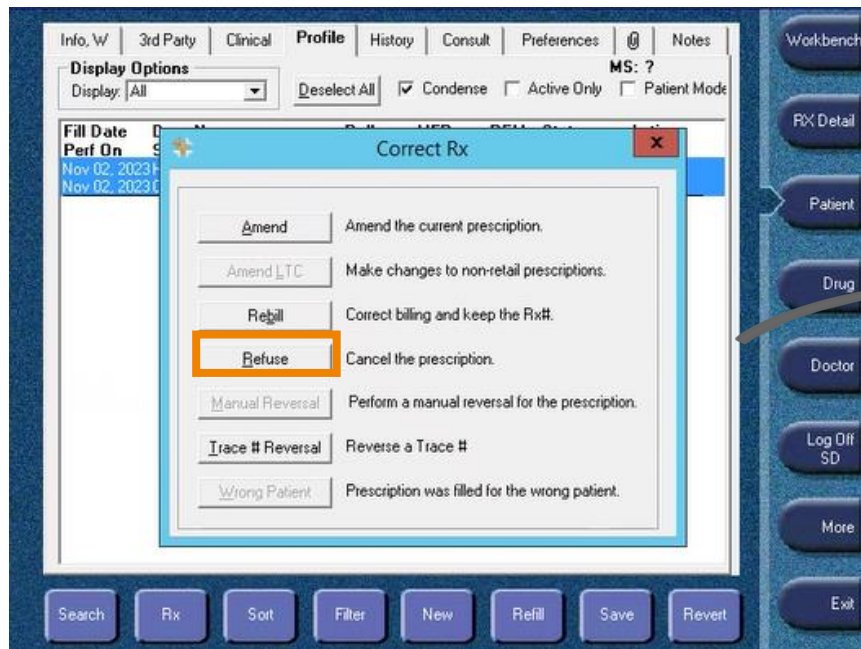 Info, W 3rd Party Clinical Profile History Consult Preferences Notes
Display Options MS: ?
Display: All Deselect All Condense Active Only Patient Mode
Fill Date
Perf On
Correct Rx
X
Nov 02, 2023
Nov 02, 2023
Amend Amend the current prescription.
Amend LTC Make changes to non-retail prescriptions.
Rebill Correct billing and keep the Rx#.
Refuse Cancel the prescription.
Manual Reversal Perform a manual reversal for the prescription.
Trace # Reversal Reverse a Trace #
Wrong Patient Prescription was filled for the wrong patient.
Search Rx Sort Filter New Refill Save Revert
Workbench
RX Detail
Patient
Drug
Doctor
Log Off
SD
More
Exit